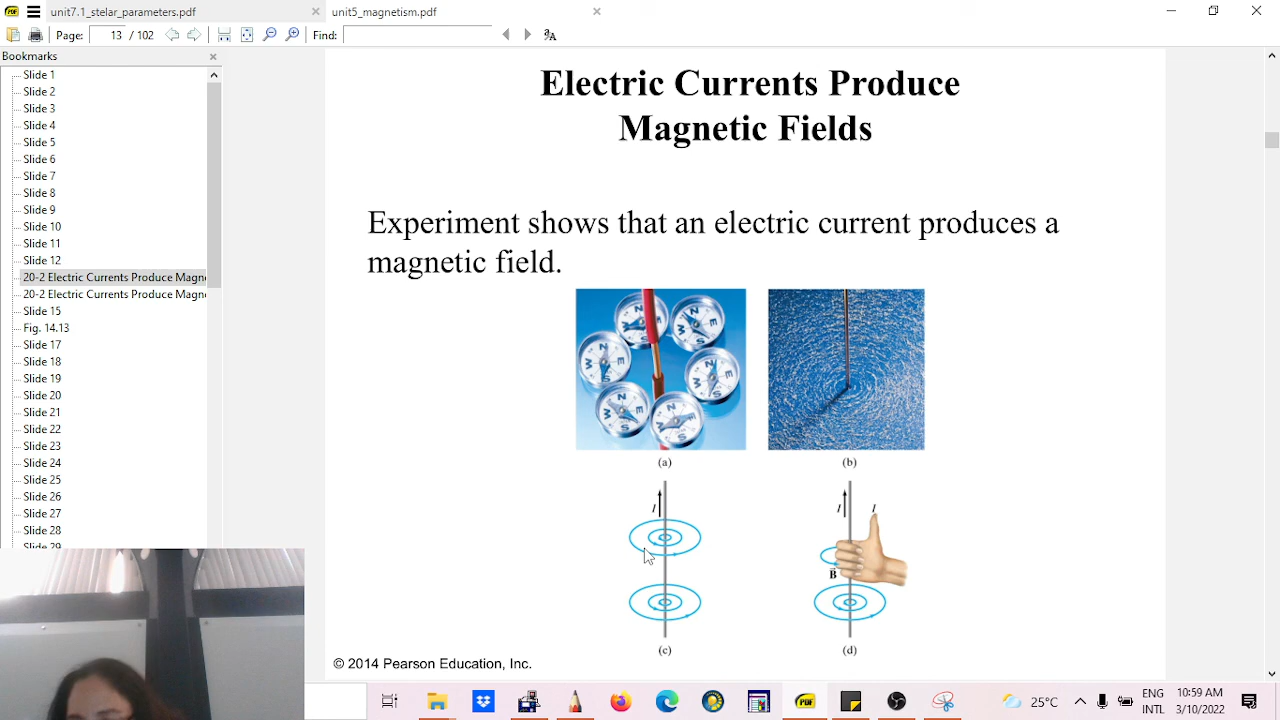 unit7.1_stelar_parameters.pdf
unit5_magnetism.pdf
Page: 13 / 102
Find:
Bookmarks
Slide 1
Slide 2
Slide 3
Slide 4
Slide 5
Slide 6
Slide 7
Slide 8
Slide 9
Slide 10
Slide 11
Slide 12
20-2 Electric Currents Produce Magn
20-2 Electric Currents Produce Magn
Slide 15
Fig. 14.13
Slide 17
Slide 18
Slide 19
Slide 20
Slide 21
Slide 22
Slide 23
Slide 24
Slide 25
Slide 26
Slide 27
Slide 28
Slide 29
Electric Currents Produce
Magnetic Fields
Experiment shows that an electric current produces a
magnetic field.
(a)
(b)
I
I
I
B
(c)
(d)
© 2014 Pearson Education, Inc.
25°C
ENG
INTL
10:59 AM
3/10/2022